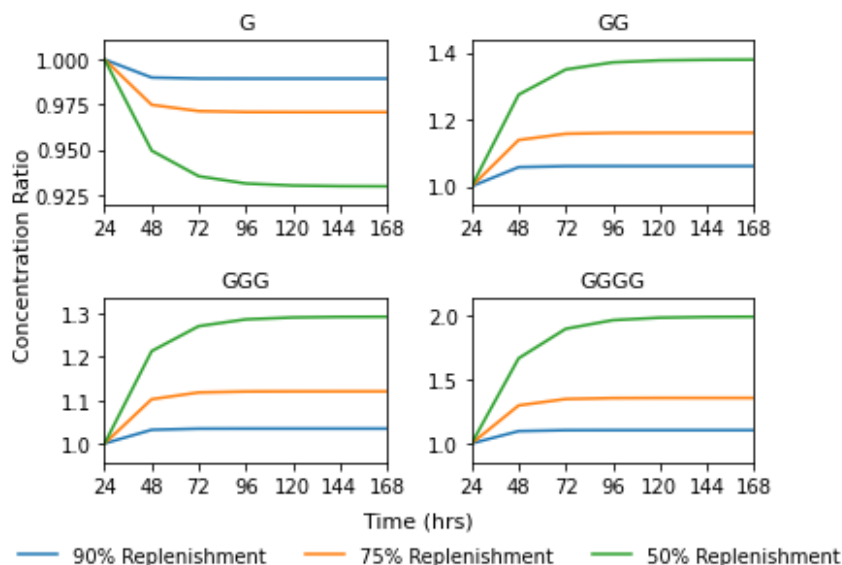 G
GG
1.000
0.975
0.950
0.925
24 48 72 96 120 144 168
1.4
1.2
1.0
24 48 72 96 120 144 168
Concentration Ratio
GGG
GGGG
1.3
1.2
1.1
1.0
24 48 72 96 120 144 168
2.0
1.5
1.0
24 48 72 96 120 144 168
Time (hrs)
90% Replenishment 75% Replenishment 50% Replenishment